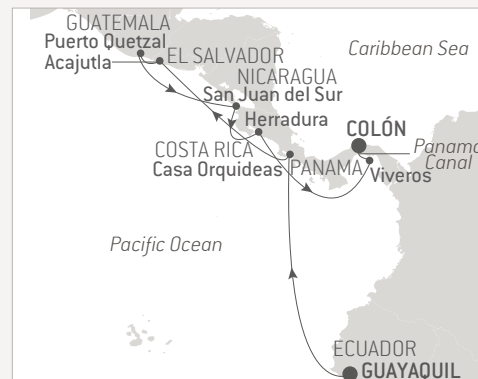 GUATEMALA
Puerto Quetzal
Acajutla
EL SALVADOR
Caribbean Sea
NICARAGUA
San Juan del Sur
Herradura
COLÓN
COSTA RICA
Panama
Canal
Casa Orquideas
PANAMA
Viveros
Pacific Ocean
ECUADOR
GUAYAQUIL